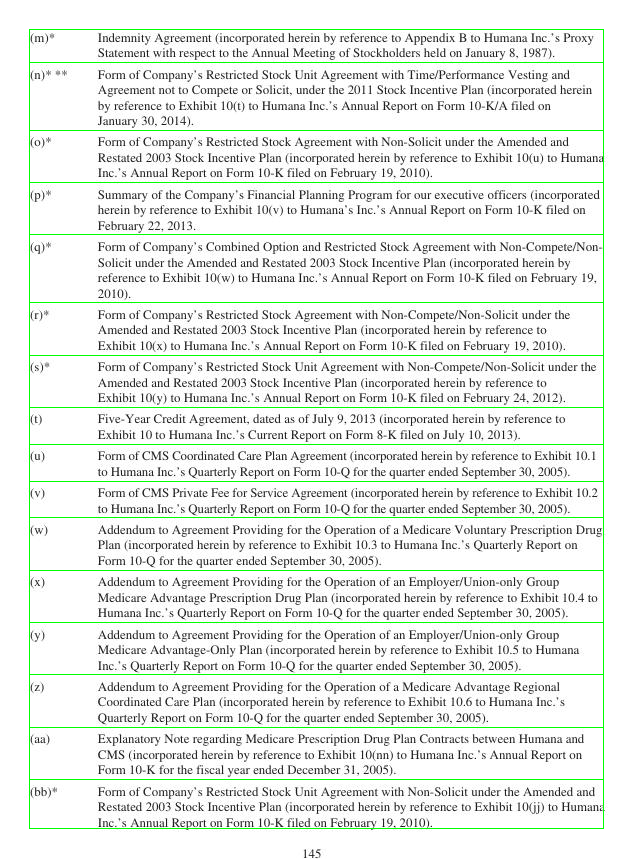 (m)* Indemnity Agreement (incorporated herein by reference to Appendix B to Humana Inc.’s Proxy
Statement with respect to the Annual Meeting of Stockholders held on January 8, 1987).
(n)* ** Form of Company’s Restricted Stock Unit Agreement with Time/Performance Vesting and
Agreement not to Compete or Solicit, under the 2011 Stock Incentive Plan (incorporated herein
by reference to Exhibit 10(t) to Humana Inc.’s Annual Report on Form 10-K/A filed on
January 30, 2014).
(o)* Form of Company’s Restricted Stock Agreement with Non-Solicit under the Amended and
Restated 2003 Stock Incentive Plan (incorporated herein by reference to Exhibit 10(u) to Humana
Inc.’s Annual Report on Form 10-K filed on February 19, 2010).
(p)* Summary of the Company’s Financial Planning Program for our executive officers (incorporated
herein by reference to Exhibit 10(v) to Humana’s Inc.’s Annual Report on Form 10-K filed on
February 22, 2013.
(q)* Form of Company’s Combined Option and Restricted Stock Agreement with Non-Compete/Non-
Solicit under the Amended and Restated 2003 Stock Incentive Plan (incorporated herein by
reference to Exhibit 10(w) to Humana Inc.’s Annual Report on Form 10-K filed on February 19,
2010).
(r)* Form of Company’s Restricted Stock Agreement with Non-Compete/Non-Solicit under the
Amended and Restated 2003 Stock Incentive Plan (incorporated herein by reference to
Exhibit 10(x) to Humana Inc.’s Annual Report on Form 10-K filed on February 19, 2010).
(s)* Form of Company’s Restricted Stock Unit Agreement with Non-Compete/Non-Solicit under the
Amended and Restated 2003 Stock Incentive Plan (incorporated herein by reference to
Exhibit 10(y) to Humana Inc.’s Annual Report on Form 10-K filed on February 24, 2012).
(t) Five-Year Credit Agreement, dated as of July 9, 2013 (incorporated herein by reference to
Exhibit 10 to Humana Inc.’s Current Report on Form 8-K filed on July 10, 2013).
(u) Form of CMS Coordinated Care Plan Agreement (incorporated herein by reference to Exhibit 10.1
to Humana Inc.’s Quarterly Report on Form 10-Q for the quarter ended September 30, 2005).
(v) Form of CMS Private Fee for Service Agreement (incorporated herein by reference to Exhibit 10.2
to Humana Inc.’s Quarterly Report on Form 10-Q for the quarter ended September 30, 2005).
(w) Addendum to Agreement Providing for the Operation of a Medicare Voluntary Prescription Drug
Plan (incorporated herein by reference to Exhibit 10.3 to Humana Inc.’s Quarterly Report on
Form 10-Q for the quarter ended September 30, 2005).
(x) Addendum to Agreement Providing for the Operation of an Employer/Union-only Group
Medicare Advantage Prescription Drug Plan (incorporated herein by reference to Exhibit 10.4 to
Humana Inc.’s Quarterly Report on Form 10-Q for the quarter ended September 30, 2005).
(y) Addendum to Agreement Providing for the Operation of an Employer/Union-only Group
Medicare Advantage-Only Plan (incorporated herein by reference to Exhibit 10.5 to Humana
Inc.’s Quarterly Report on Form 10-Q for the quarter ended September 30, 2005).
(z) Addendum to Agreement Providing for the Operation of a Medicare Advantage Regional
Coordinated Care Plan (incorporated herein by reference to Exhibit 10.6 to Humana Inc.’s
Quarterly Report on Form 10-Q for the quarter ended September 30, 2005).
(aa) Explanatory Note regarding Medicare Prescription Drug Plan Contracts between Humana and
CMS (incorporated herein by reference to Exhibit 10(nn) to Humana Inc.’s Annual Report on
Form 10-K for the fiscal year ended December 31, 2005).
(bb)* Form of Company’s Restricted Stock Unit Agreement with Non-Solicit under the Amended and
Restated 2003 Stock Incentive Plan (incorporated herein by reference to Exhibit 10(jj) to Humana
Inc.’s Annual Report on Form 10-K filed on February 19, 2010).
145